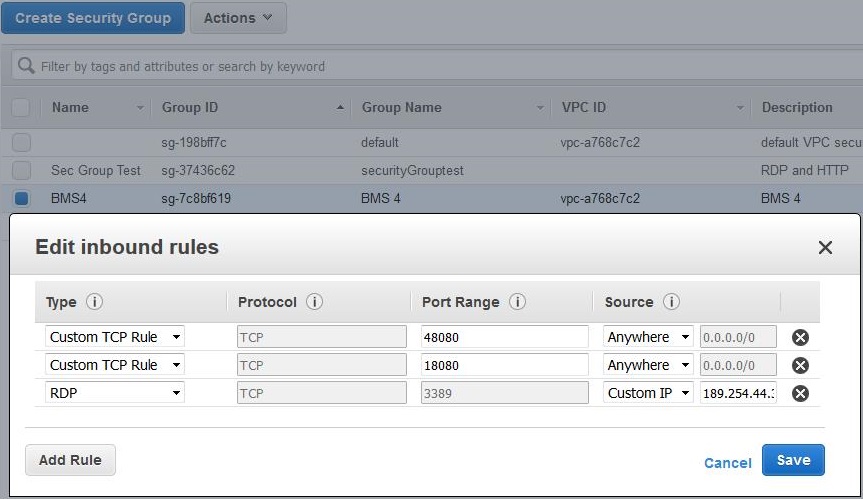 Create Security Group Actions
Filter by tags and attributes or search by keyword
Name Group ID Group Name VPC ID Description
sg-198bff7c default vpc-a768c7c2 default VPC secu
Sec Group Test sg-37436c62 securityGrouptest RDP and HTTP
BMS4 sg-7c8bf619 BMS 4 vpc-a768c7c2 BMS 4
Edit inbound rules
Type Protocol Port Range Source
Custom TCP Rule TCP 48080 Anywhere 0.0.0.0/0
Custom TCP Rule TCP 18080 Anywhere 0.0.0.0/0
RDP TCP 3389 Custom IP 189.254.44.
Add Rule Cancel Save